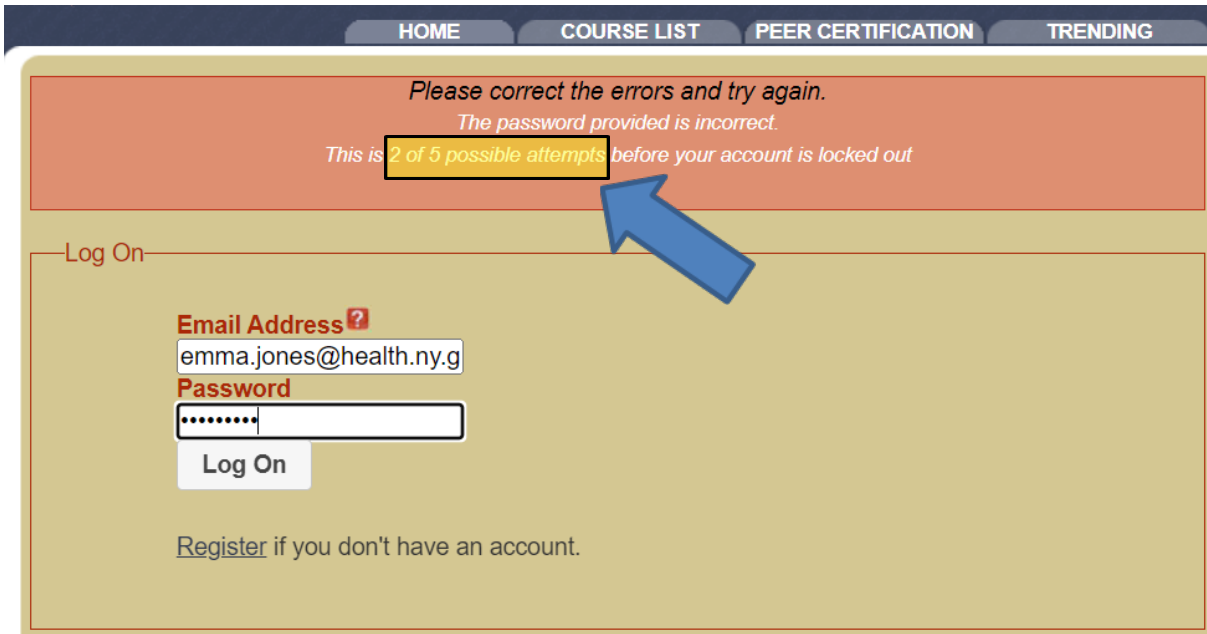 HOME COURSE LIST PEER CERTIFICATION TRENDING
Please correct the errors and try again.
The password provided is incorrect.
This is 2 of 5 possible attempts before your account is locked out
Log On
Email Address ?
emma.jones@health.ny.g
Password
•••••••••
Log On
Register if you don't have an account.